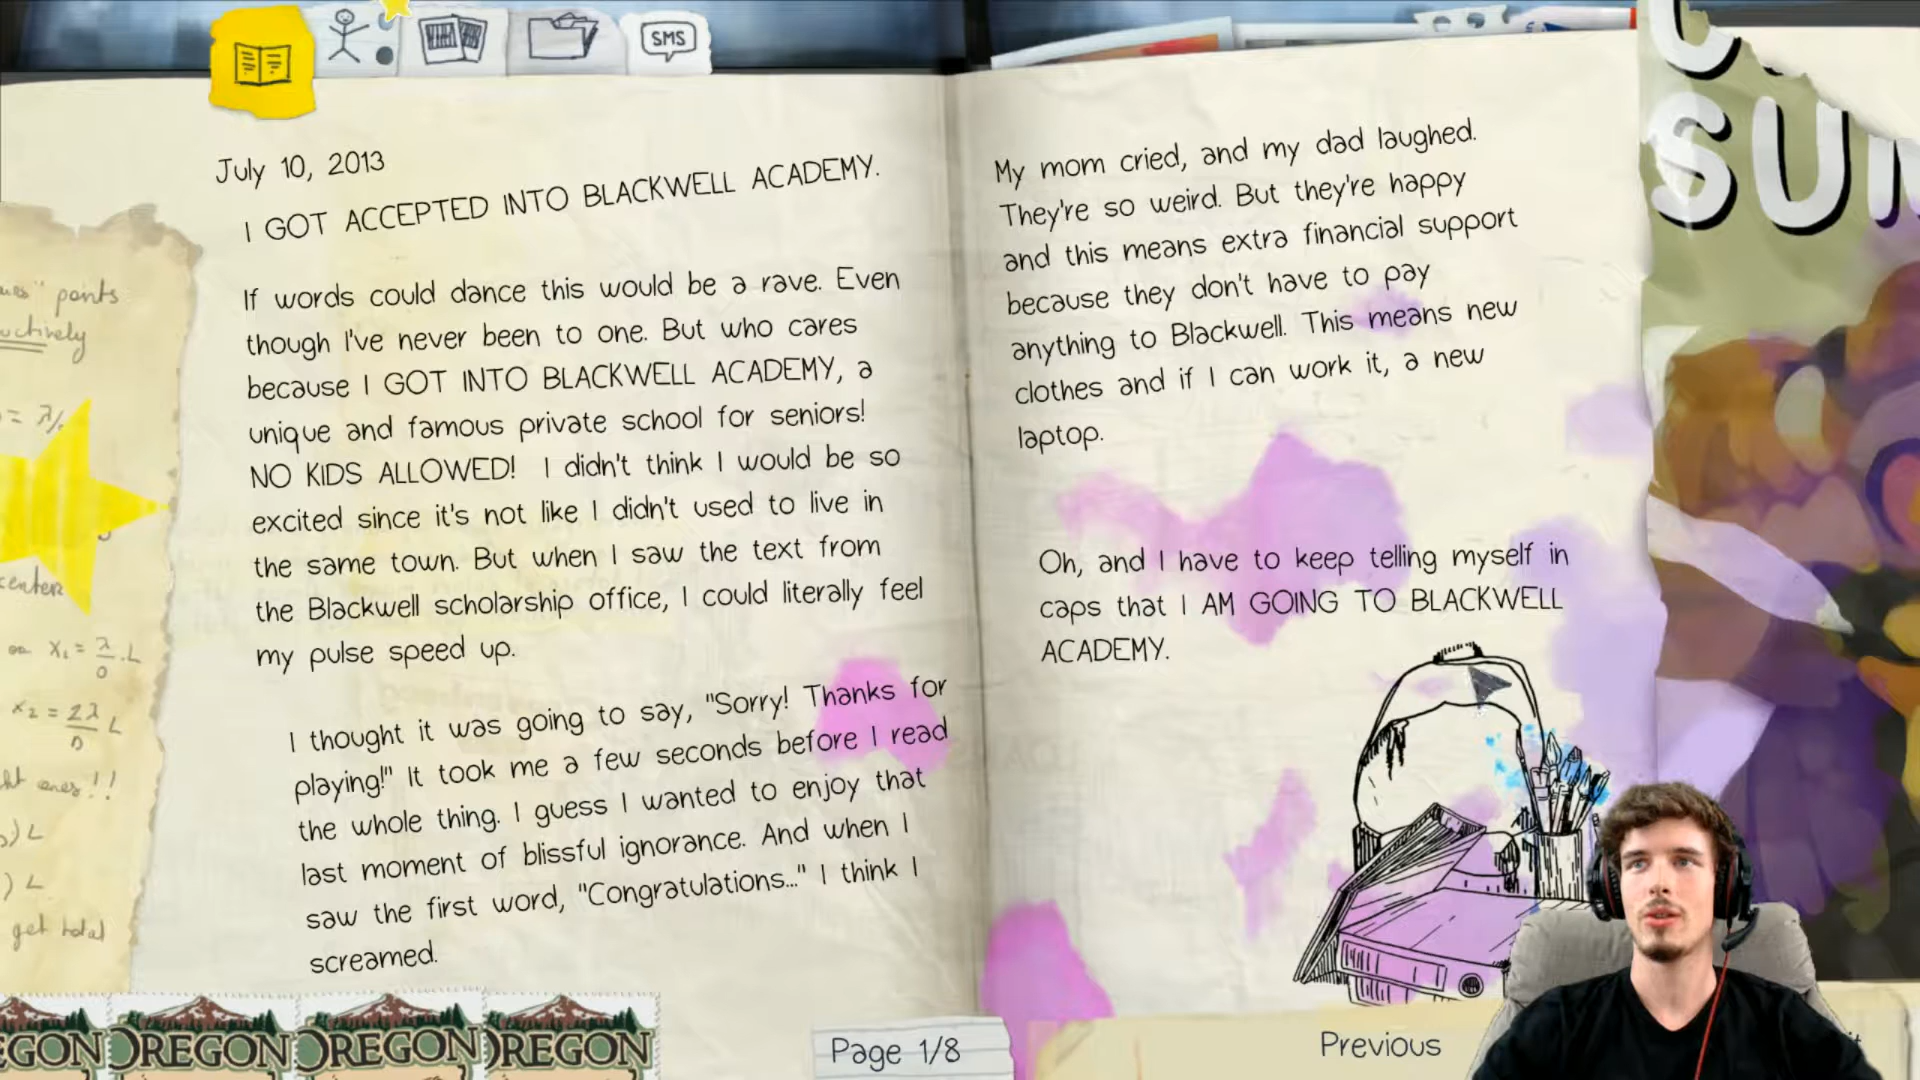 SMS
July 10, 2013
I GOT ACCEPTED INTO BLACKWELL ACADEMY.
If words could dance this would be a rave. Even
though I've never been to one. But who cares
because I GOT INTO BLACKWELL ACADEMY, a
unique and famous private school for seniors!
NO KIDS ALLOWED! I didn't think I would be so
excited since it's not like I didn't used to live in
the same town. But when I saw the text from
the Blackwell scholarship office, I could literally feel
my pulse speed up.
I thought it was going to say, "Sorry! Thanks for
playing!" It took me a few seconds before I read
the whole thing. I guess I wanted to enjoy that
last moment of blissful ignorance. And when I
saw the first word, "Congratulations..." I think I
screamed.
My mom cried, and my dad laughed.
They're so weird. But they're happy
and this means extra financial support
because they don't have to pay
anything to Blackwell. This means new
clothes and if I can work it, a new
laptop.
Oh, and I have to keep telling myself in
caps that I AM GOING TO BLACKWELL
ACADEMY.
points
center
x₁ = λ/D . L
x₂ = 2λ/D L
get total
OREGON OREGON OREGON
Page 1/8
Previous